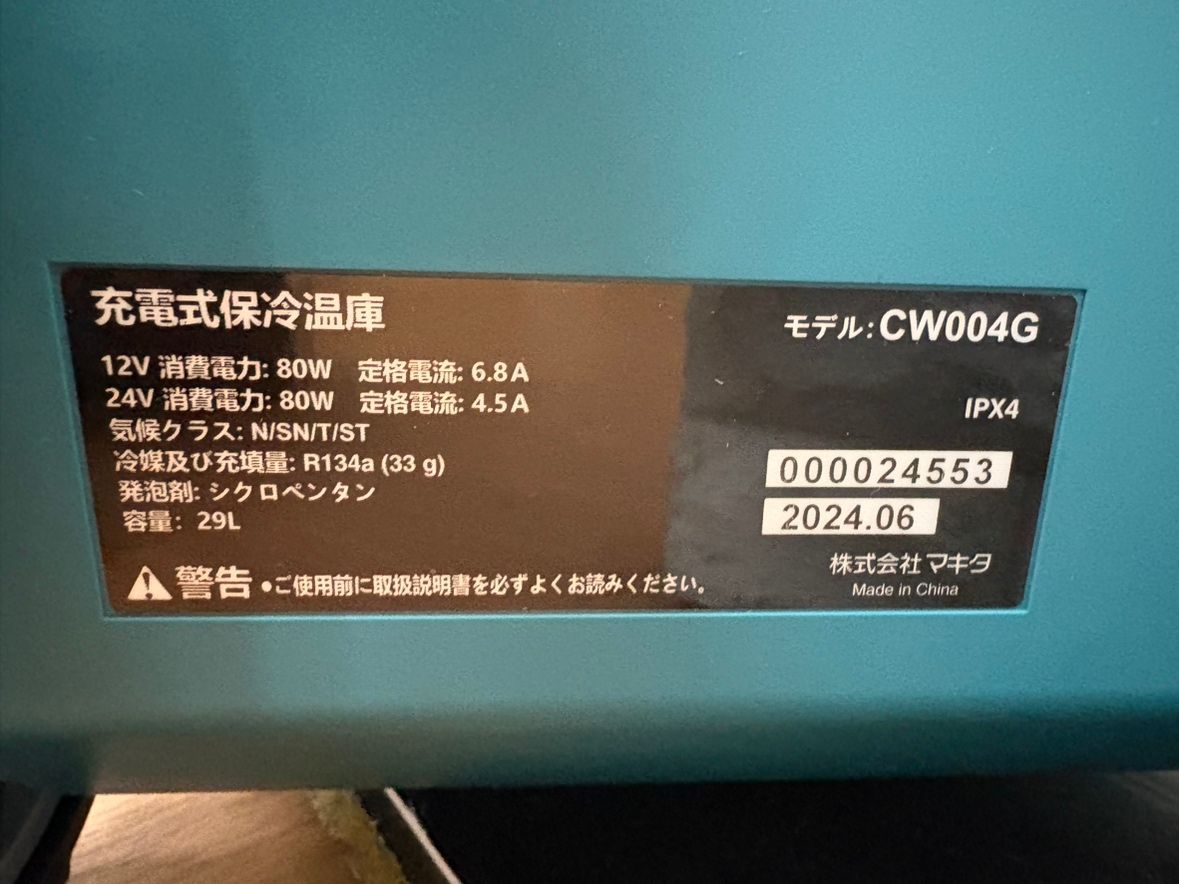 充電式保冷温庫
モデル: CW004G
12V 消費電力: 80W 定格電流: 6.8A
24V 消費電力: 80W 定格電流: 4.5A
IPX4
気候クラス: N/SN/T/ST
冷媒及び充填量: R134a (33 g)
発泡剤: シクロペンタン
容量: 29L
000024553
2024.06
株式会社マキタ
Made in China
警告 •ご使用前に取扱説明書を必ずよくお読みください。